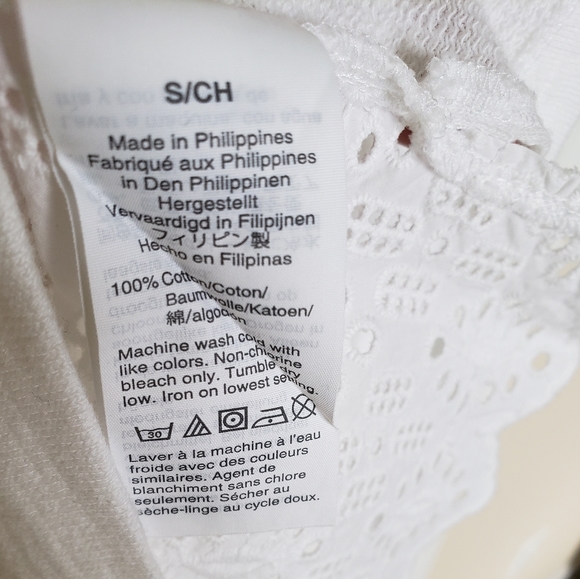 S/CH
Made in Philippines
Fabriqué aux Philippines
in Den Philippinen
Hergestellt
Vervaardigd in Filipijnen
フィリピン製
Hecho en Filipinas
100% Cotton/Coton/
Baumwolle/Katoen/
綿/algodon
Machine wash cold with
like colors. Non-chlorine
bleach only. Tumble dry
low. Iron on lowest setting.
30
Laver à la machine à l'eau
froide avec des couleurs
similaires. Agent de
blanchiment sans chlore
seulement. Sécher au
sèche-linge au cycle doux.